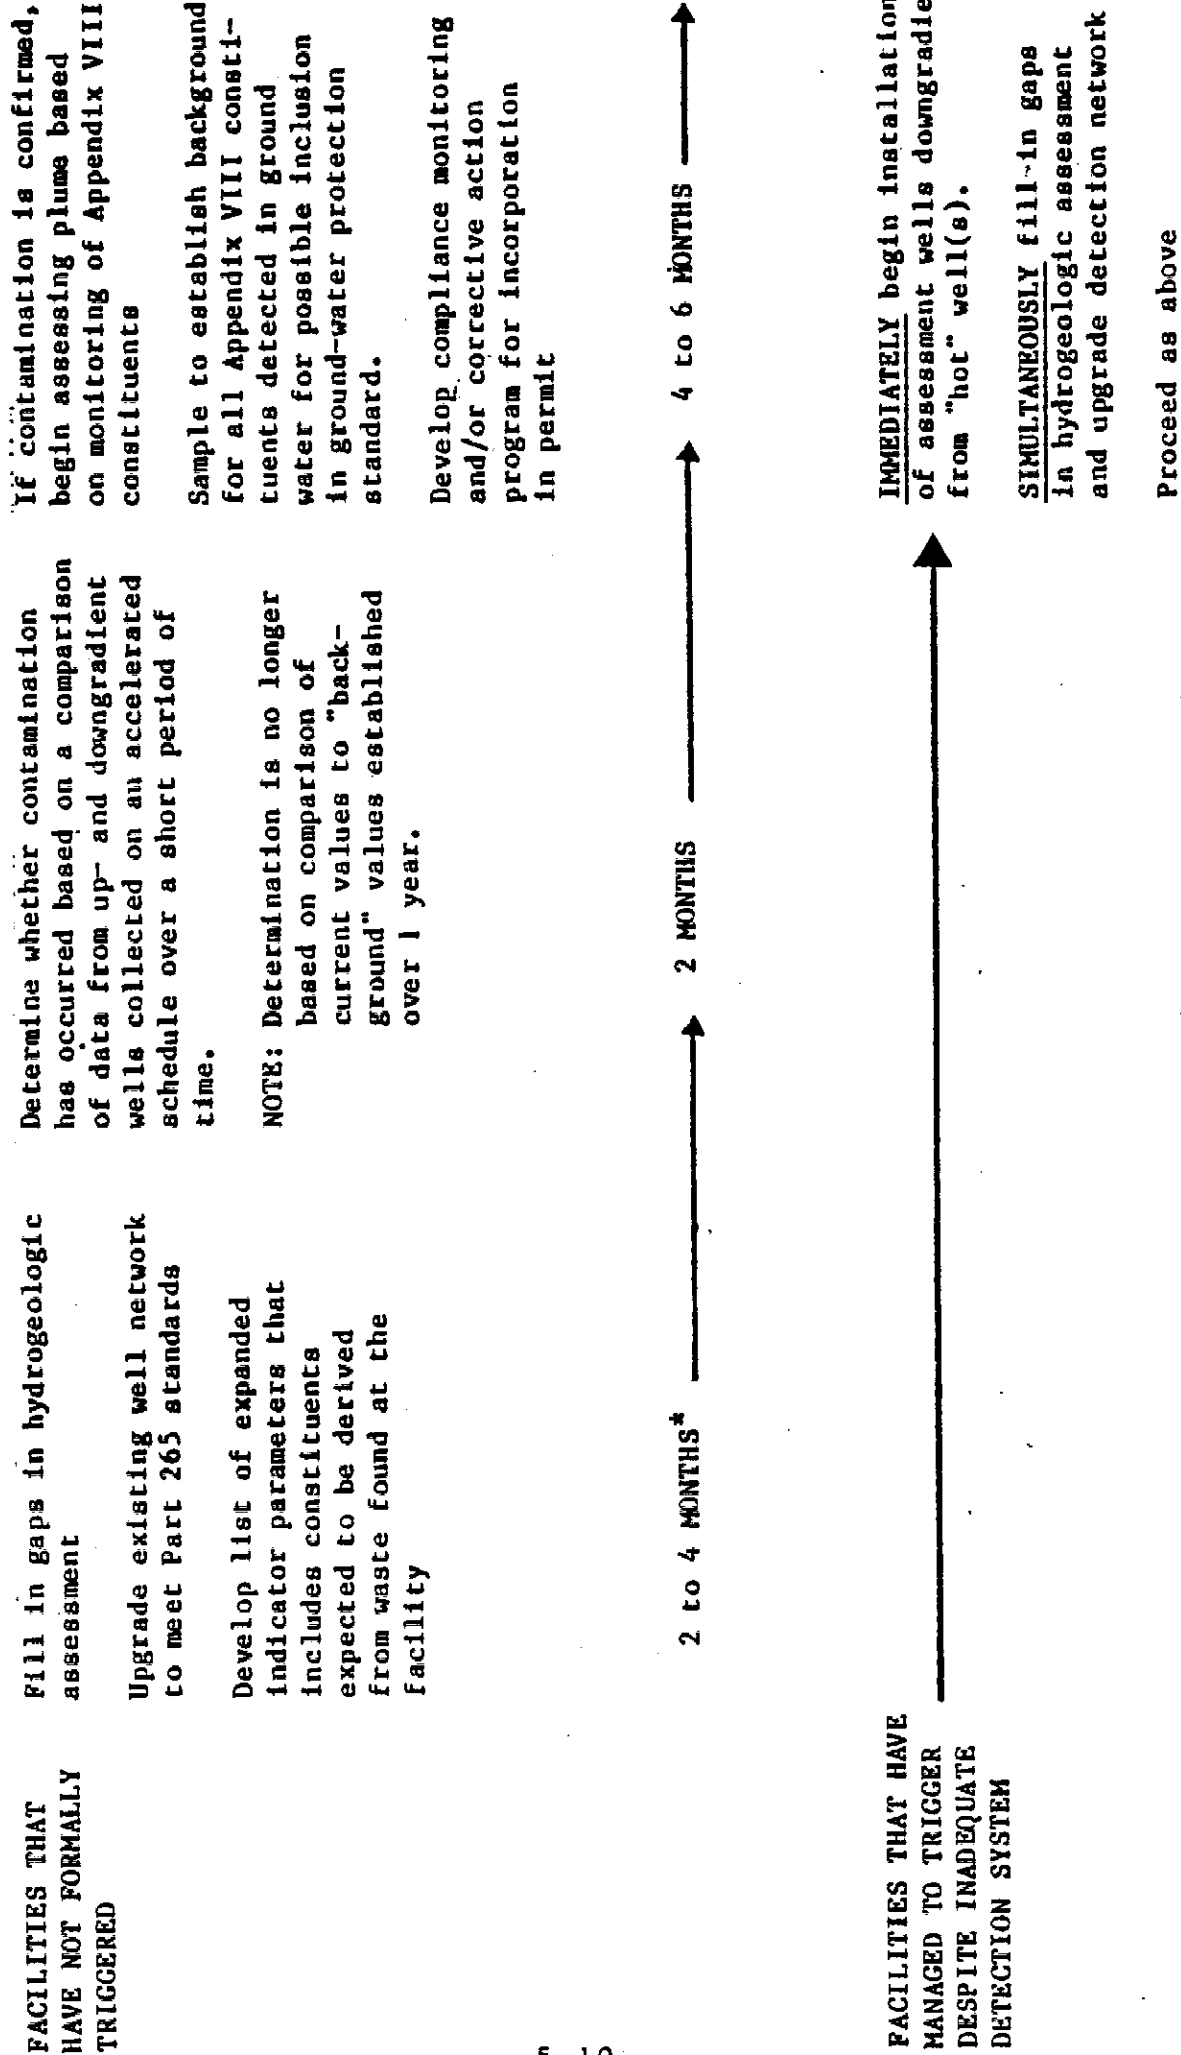 FACILITIES THAT
HAVE NOT FORMALLY
TRIGGERED
Fill in gaps in hydrogeologic
assessment
Upgrade existing well network
to meet Part 265 standards
Develop list of expanded
indicator parameters that
includes constituents
expected to be derived
from waste found at the
facility
Determine whether contamination
has occurred based on a comparison
of data from up- and downgradient
wells collected on an accelerated
schedule over a short period of
time.
NOTE: Determination is no longer
based on comparison of
current values to "back-
ground" values established
over 1 year.
If contamination is confirmed,
begin assessing plume based
on monitoring of Appendix VIII
constituents
Sample to establish background
for all Appendix VIII consti-
tuents detected in ground
water for possible inclusion
in ground-water protection
standard.
Develop compliance monitoring
and/or corrective action
program for incorporation
in permit
2 to 4 MONTHS*
2 MONTHS
4 to 6 MONTHS
FACILITIES THAT HAVE
MANAGED TO TRIGGER
DESPITE INADEQUATE
DETECTION SYSTEM
IMMEDIATELY begin installation
of assessment wells downgradie
from "hot" well(s).
SIMULTANEOUSLY fill-in gaps
in hydrogeologic assessment
and upgrade detection network
Proceed as above